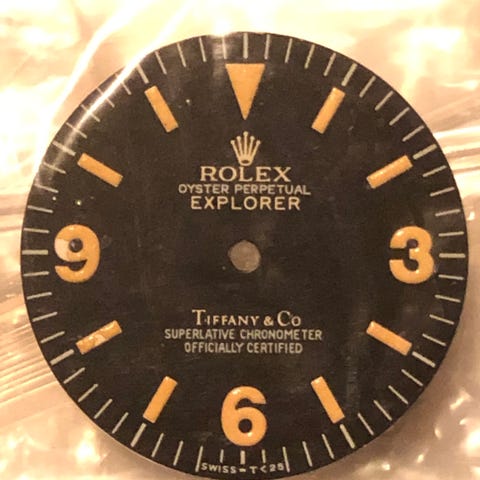 ROLEX
OYSTER PERPETUAL
EXPLORER
9 3
TIFFANY & CO
SUPERLATIVE CHRONOMETER
OFFICIALLY CERTIFIED
6
SWISS-T<25